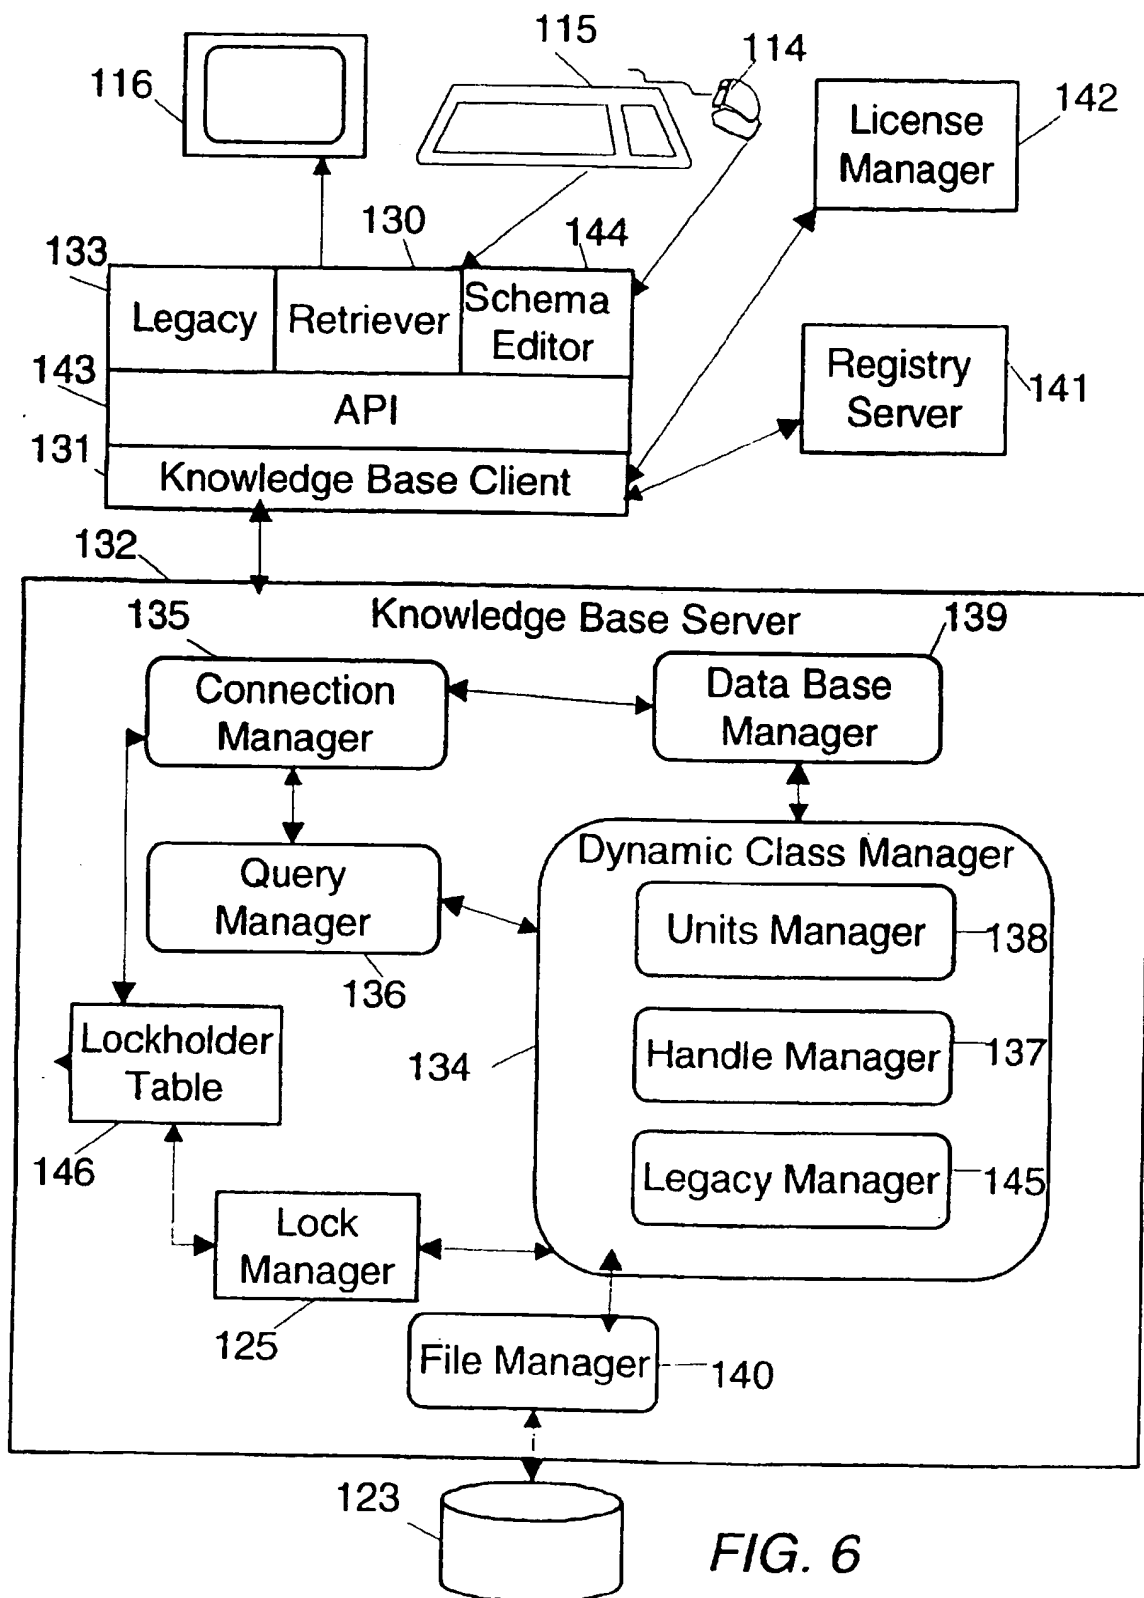 115
114
116
142
License
Manager
130
144
133
Legacy
Retriever
Schema
Editor
Registry
Server
141
143
API
131
Knowledge Base Client
132
Knowledge Base Server
135
139
Connection
Manager
Data Base
Manager
Dynamic Class Manager
Query
Manager
Units Manager
138
136
Lockholder
Table
134
Handle Manager
137
146
Legacy Manager
145
Lock
Manager
125
File Manager
140
123
FIG. 6